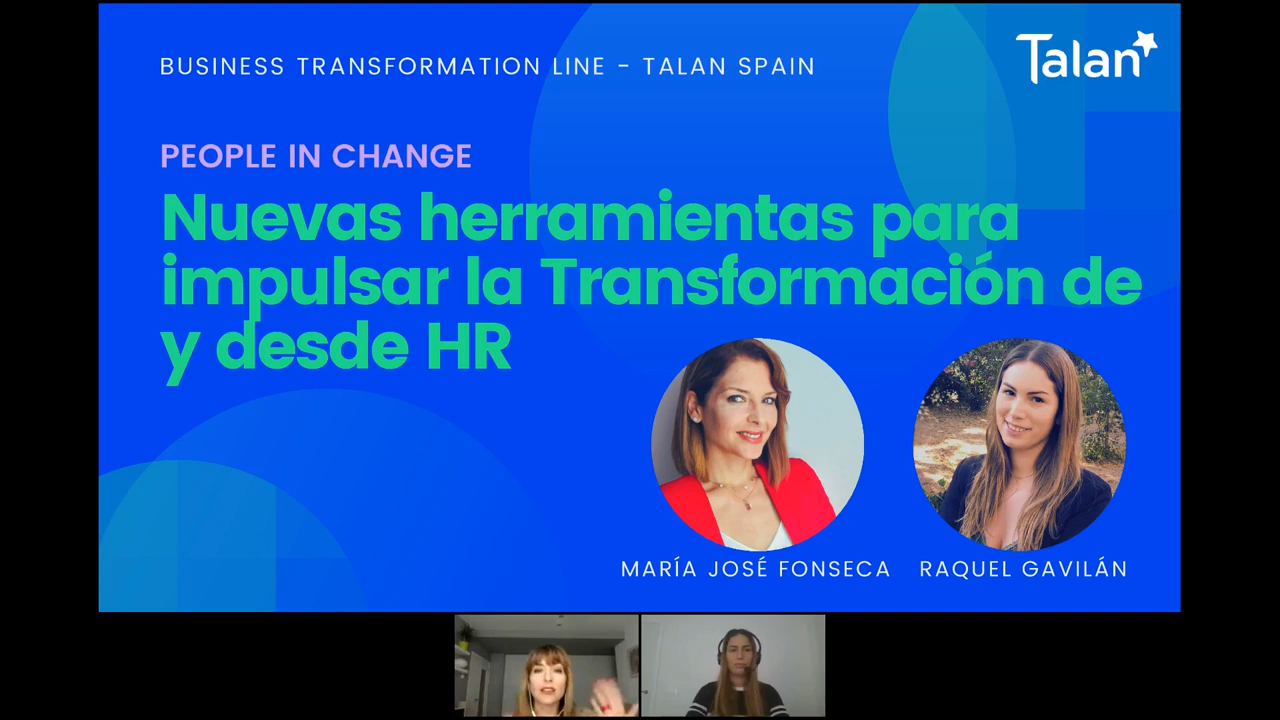 BUSINESS TRANSFORMATION LINE - TALAN SPAIN
Talan
PEOPLE IN CHANGE
Nuevas herramientas para
impulsar la Transformación de
y desde HR
MARÍA JOSÉ FONSECA
RAQUEL GAVILÁN